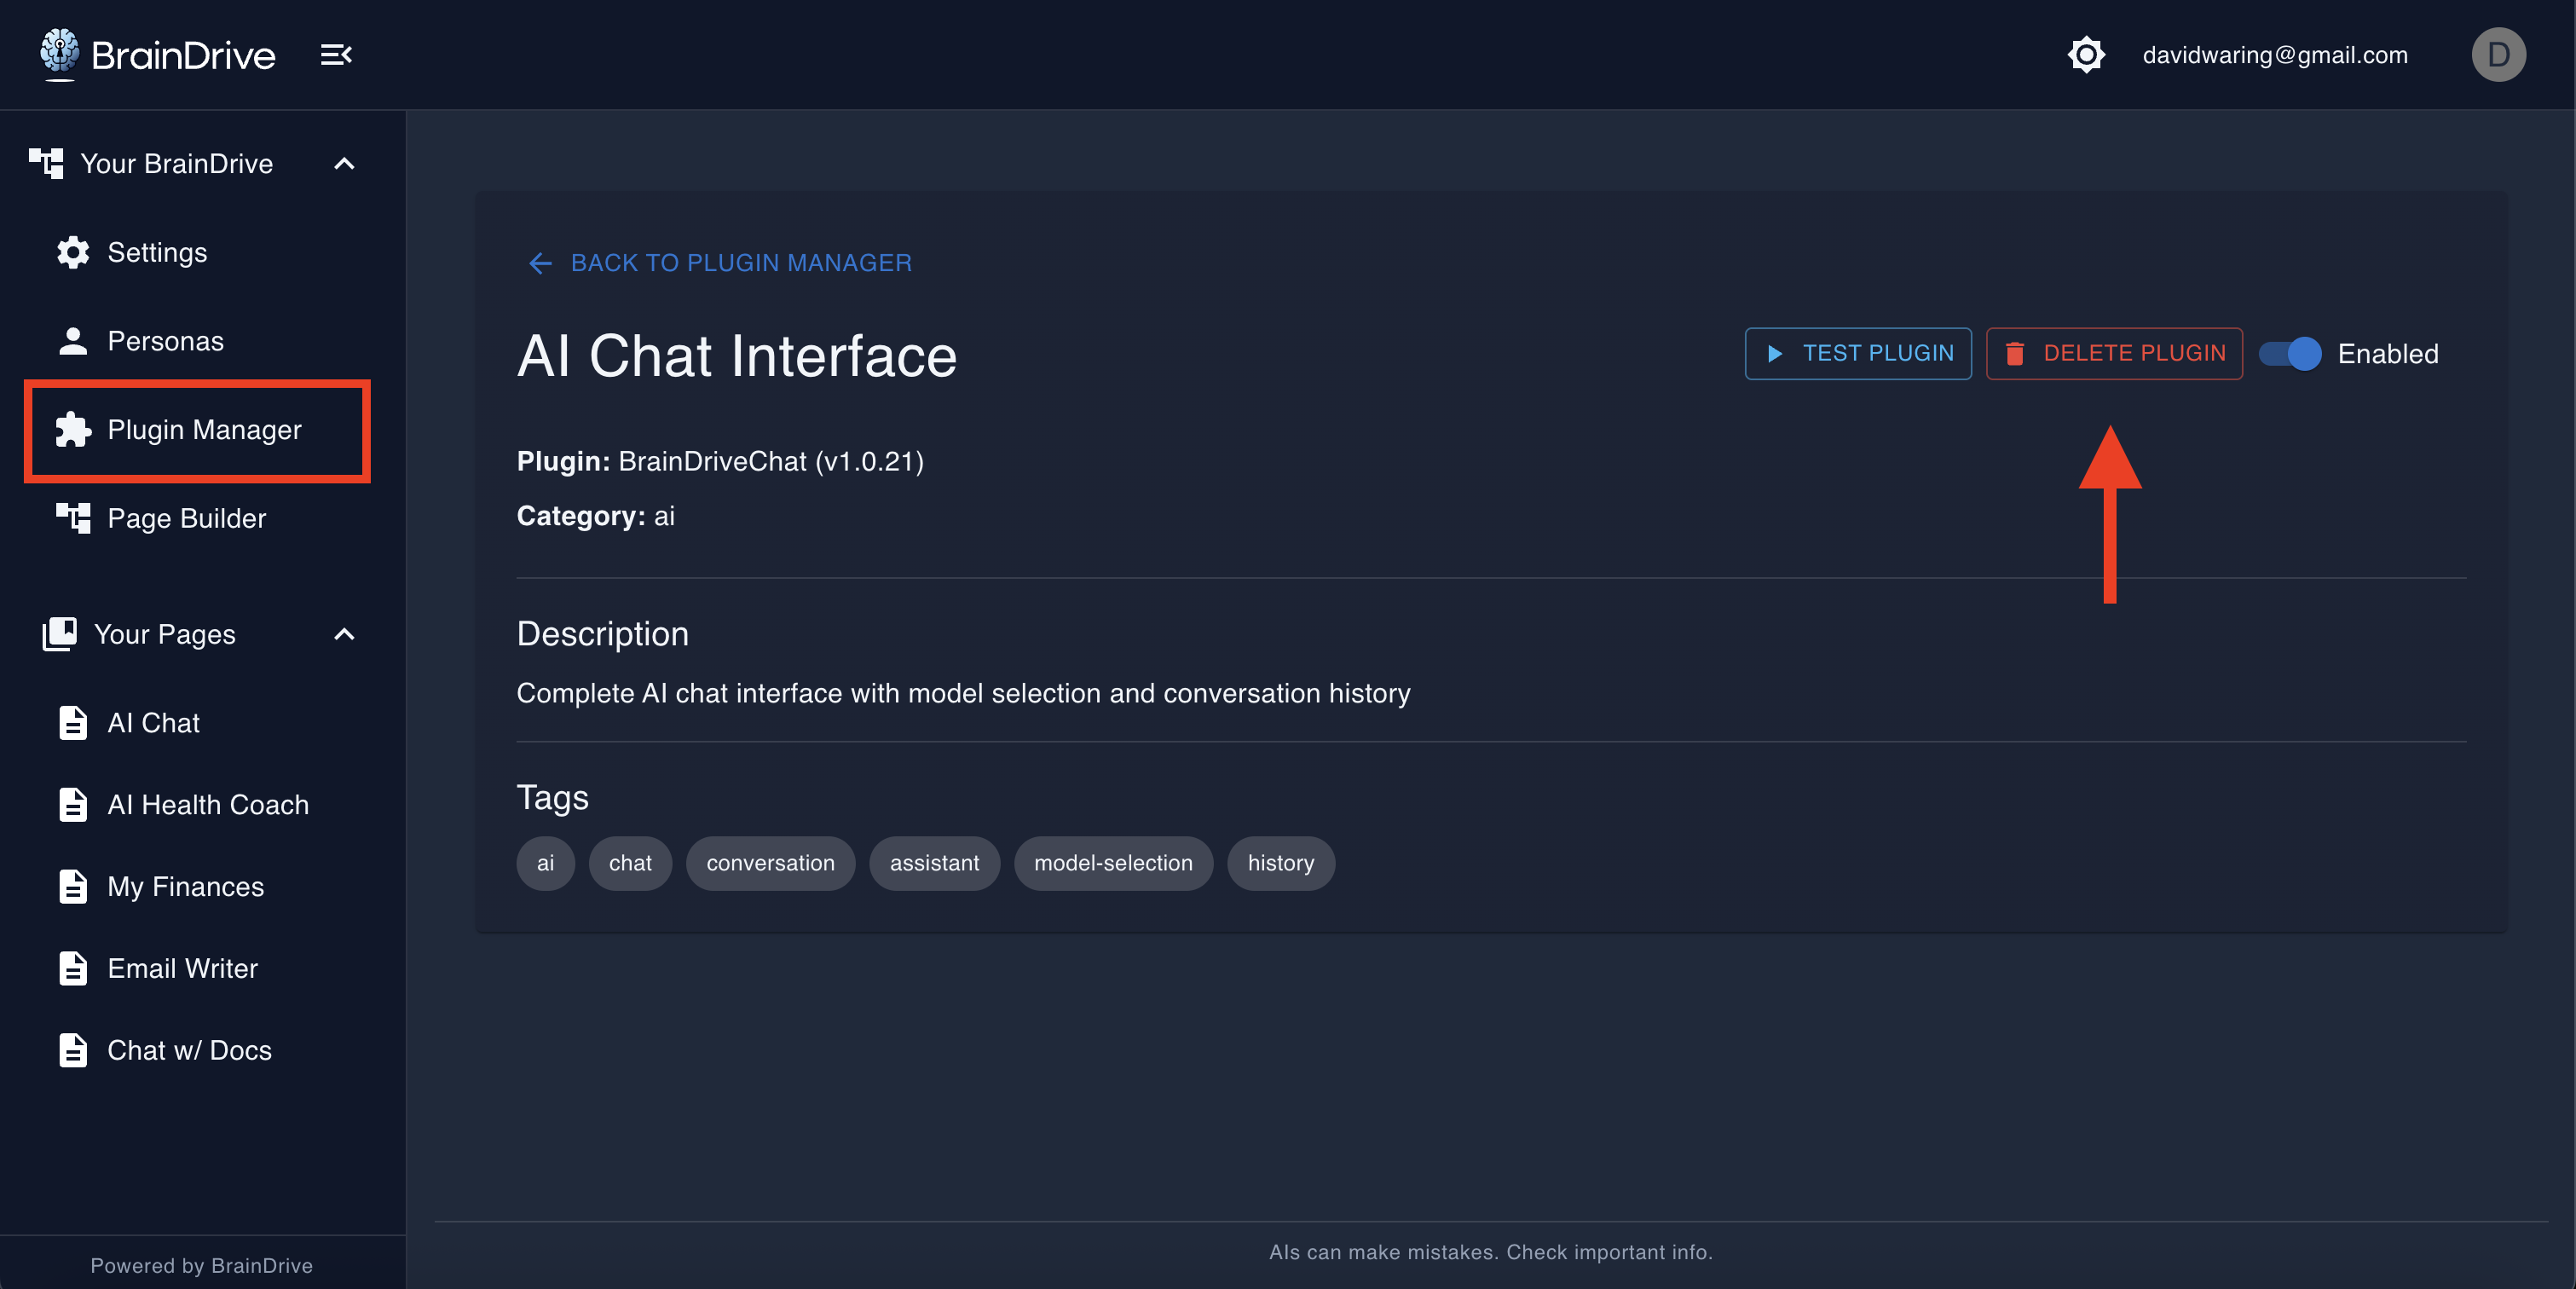 BrainDrive
davidwaring@gmail.com
D
Your BrainDrive
Settings
Personas
Plugin Manager
Page Builder
Your Pages
AI Chat
AI Health Coach
My Finances
Email Writer
Chat w/ Docs
Powered by BrainDrive
BACK TO PLUGIN MANAGER
AI Chat Interface
TEST PLUGIN
DELETE PLUGIN
Enabled
Plugin: BrainDriveChat (v1.0.21)
Category: ai
Description
Complete AI chat interface with model selection and conversation history
Tags
ai chat conversation assistant model-selection history
AIs can make mistakes. Check important info.